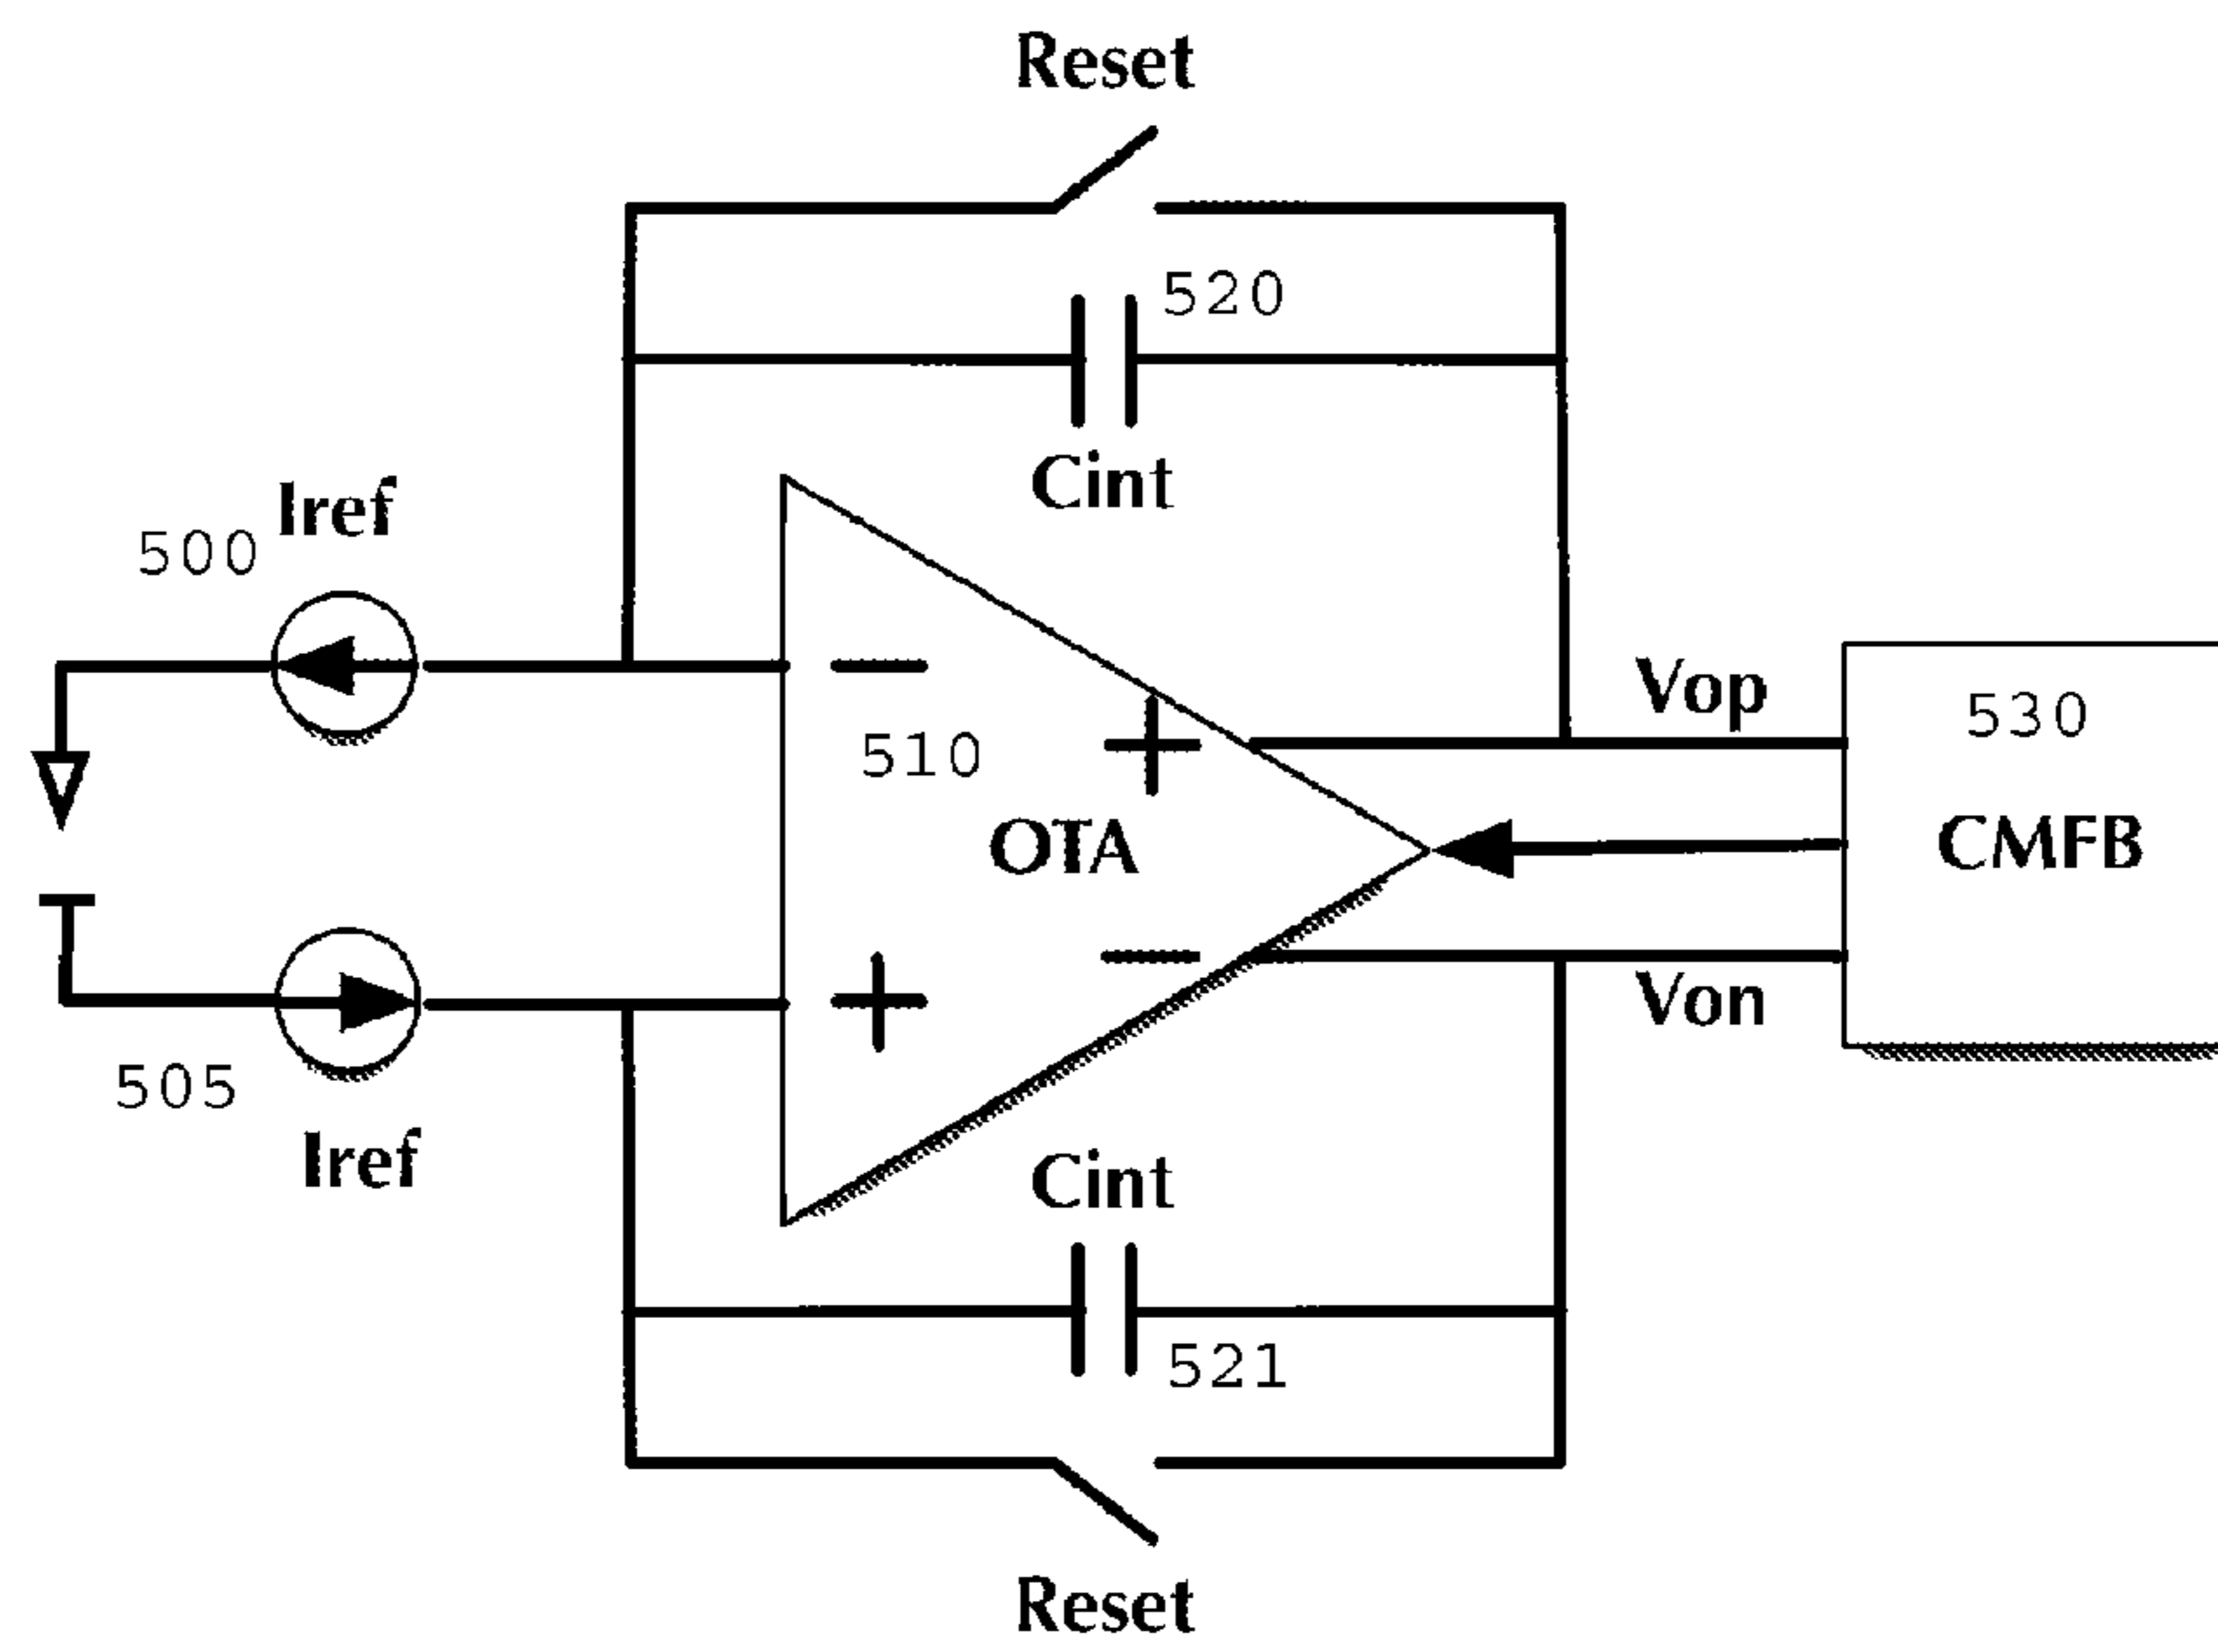 Reset
520
Cint
Iref
500
510
Vop
530
OTA
CMFB
Von
505
Iref
Cint
521
Reset